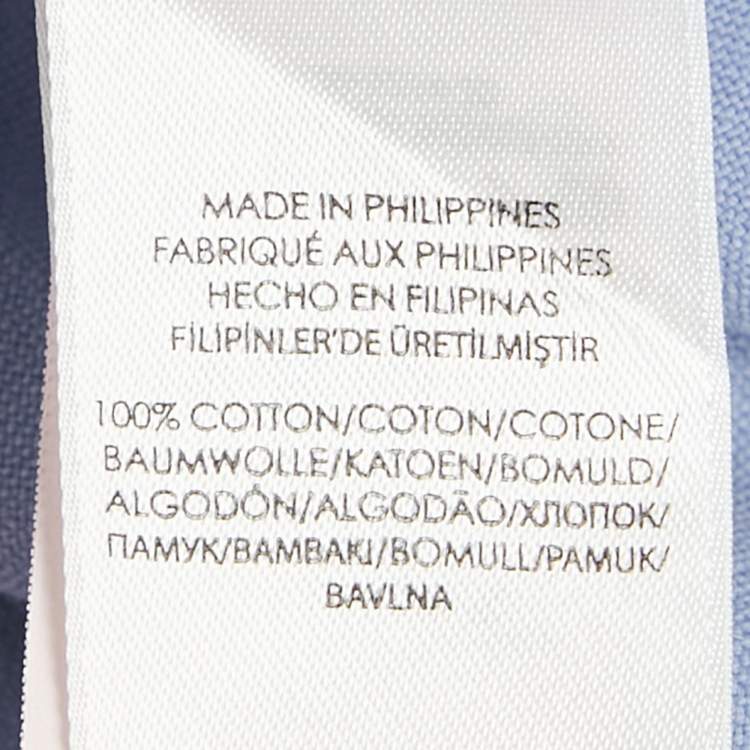 MADE IN PHILIPPINES
FABRIQUÉ AUX PHILIPPINES
HECHO EN FILIPINAS
FİLİPİNLER'DE ÜRETİLMİŞTİR
100% COTTON/COTON/COTONE/
BAUMWOLLE/KATOEN/BOMULD/
ALGODÓN/ALGODÃO/ХЛОПОК/
ПАМУК/ΒΑΜΒΑΚΙ/BOMULL/PAMUK/
BAVLNA